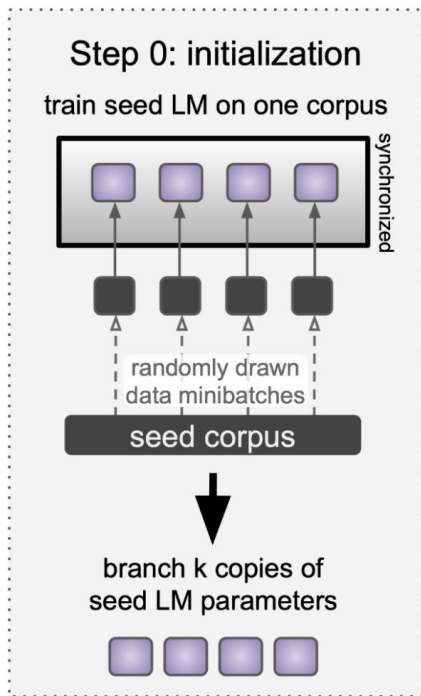 Step 0: initialization
train seed LM on one corpus
synchronized
randomly drawn
data minibatches
seed corpus
branch k copies of
seed LM parameters